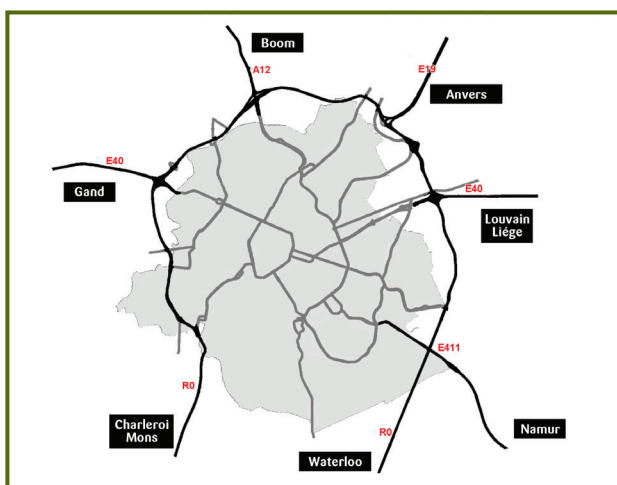 Boom
A12
E19
Anvers
E40
Gand
E40
Louvain
Liége
E411
R0
Charleroi
Mons
R0
Waterloo
Namur